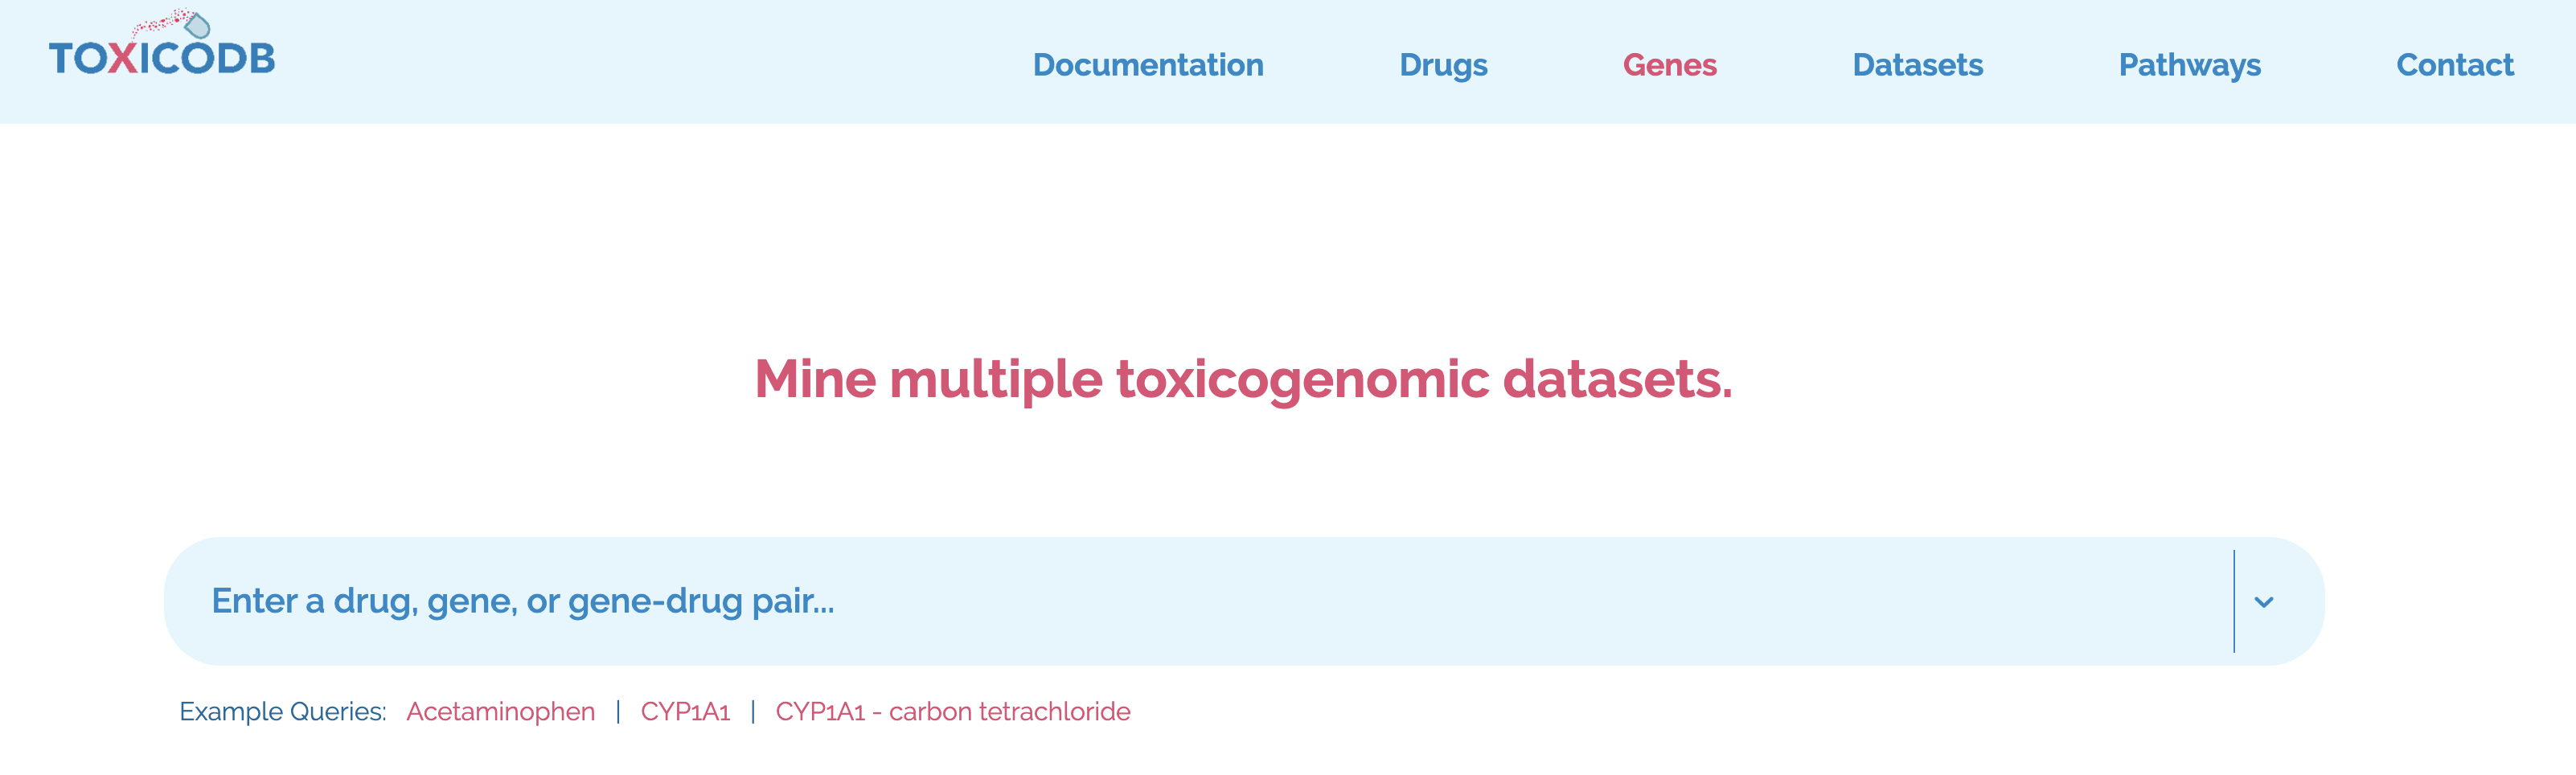 TOXICODB
Documentation Drugs Genes Datasets Pathways Contact
Mine multiple toxicogenomic datasets.
Enter a drug, gene, or gene-drug pair...
Example Queries: Acetaminophen | CYP1A1 | CYP1A1 - carbon tetrachloride